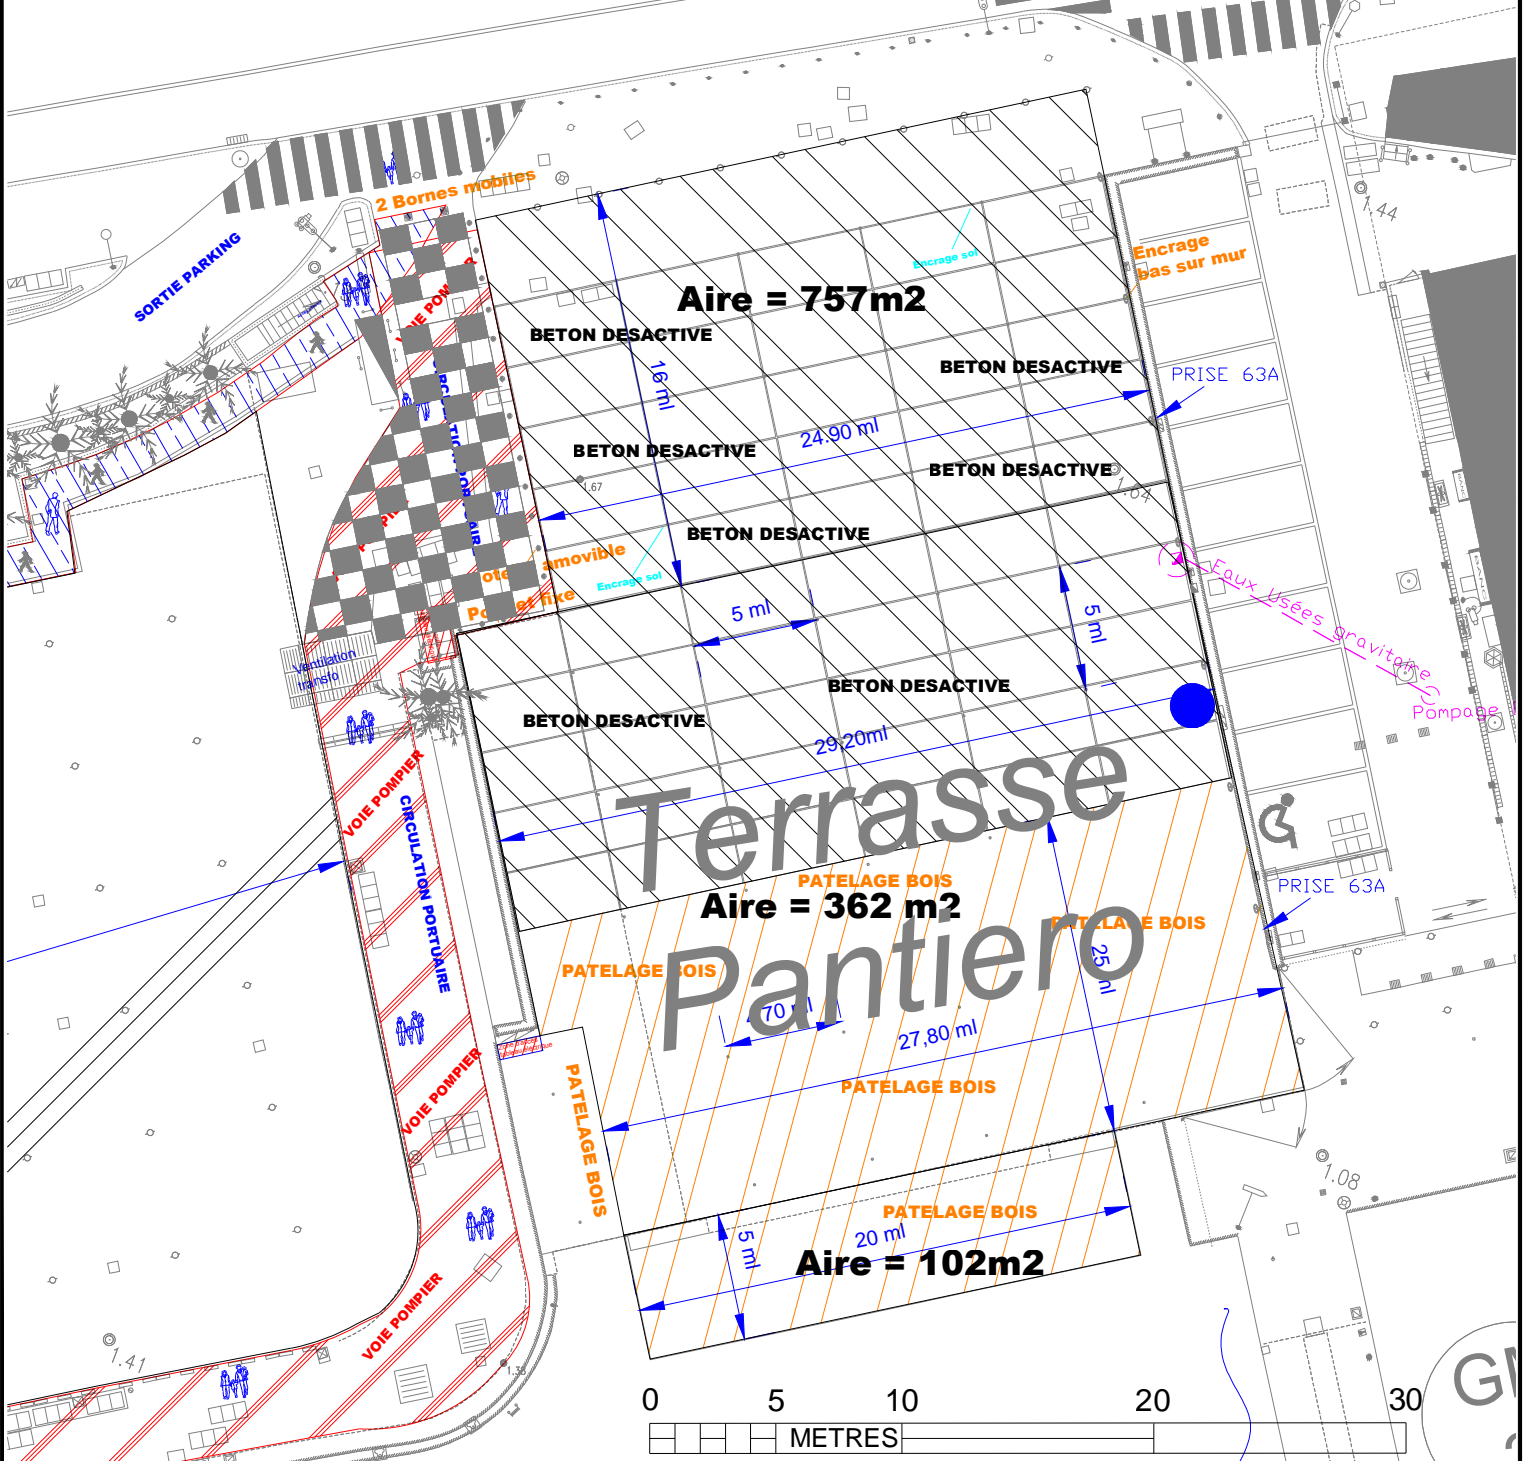 2 Bornes mobiles
SORTIE PARKING
1.44
Encrage
bas sur mur
Encrage sol
Aire = 757m2
BETON DESACTIVE
BETON DESACTIVE
PRISE 63A
16 ml
24.90 ml
BETON DESACTIVE
BETON DESACTIVE
1.67
1.64
BETON DESACTIVE
amovible
Encrage sol
fixe
5 ml
5 ml
Eaux Usées gravitaire
Pompage
Ventilation
transfo
BETON DESACTIVE
BETON DESACTIVE
29,20ml
Terrasse
Pantiero
VOIE POMPIER
CIRCULATION PORTUAIRE
PATELAGE BOIS
Aire = 362 m2
PRISE 63A
PATELAGE BOIS
PATELAGE BOIS
27,80 ml
VOIE POMPIER
PATELAGE BOIS
PATELAGE BOIS
1.08
PATELAGE BOIS
5 ml
20 ml
Aire = 102m2
VOIE POMPIER
1.41
0 5 10 20 30
METRES